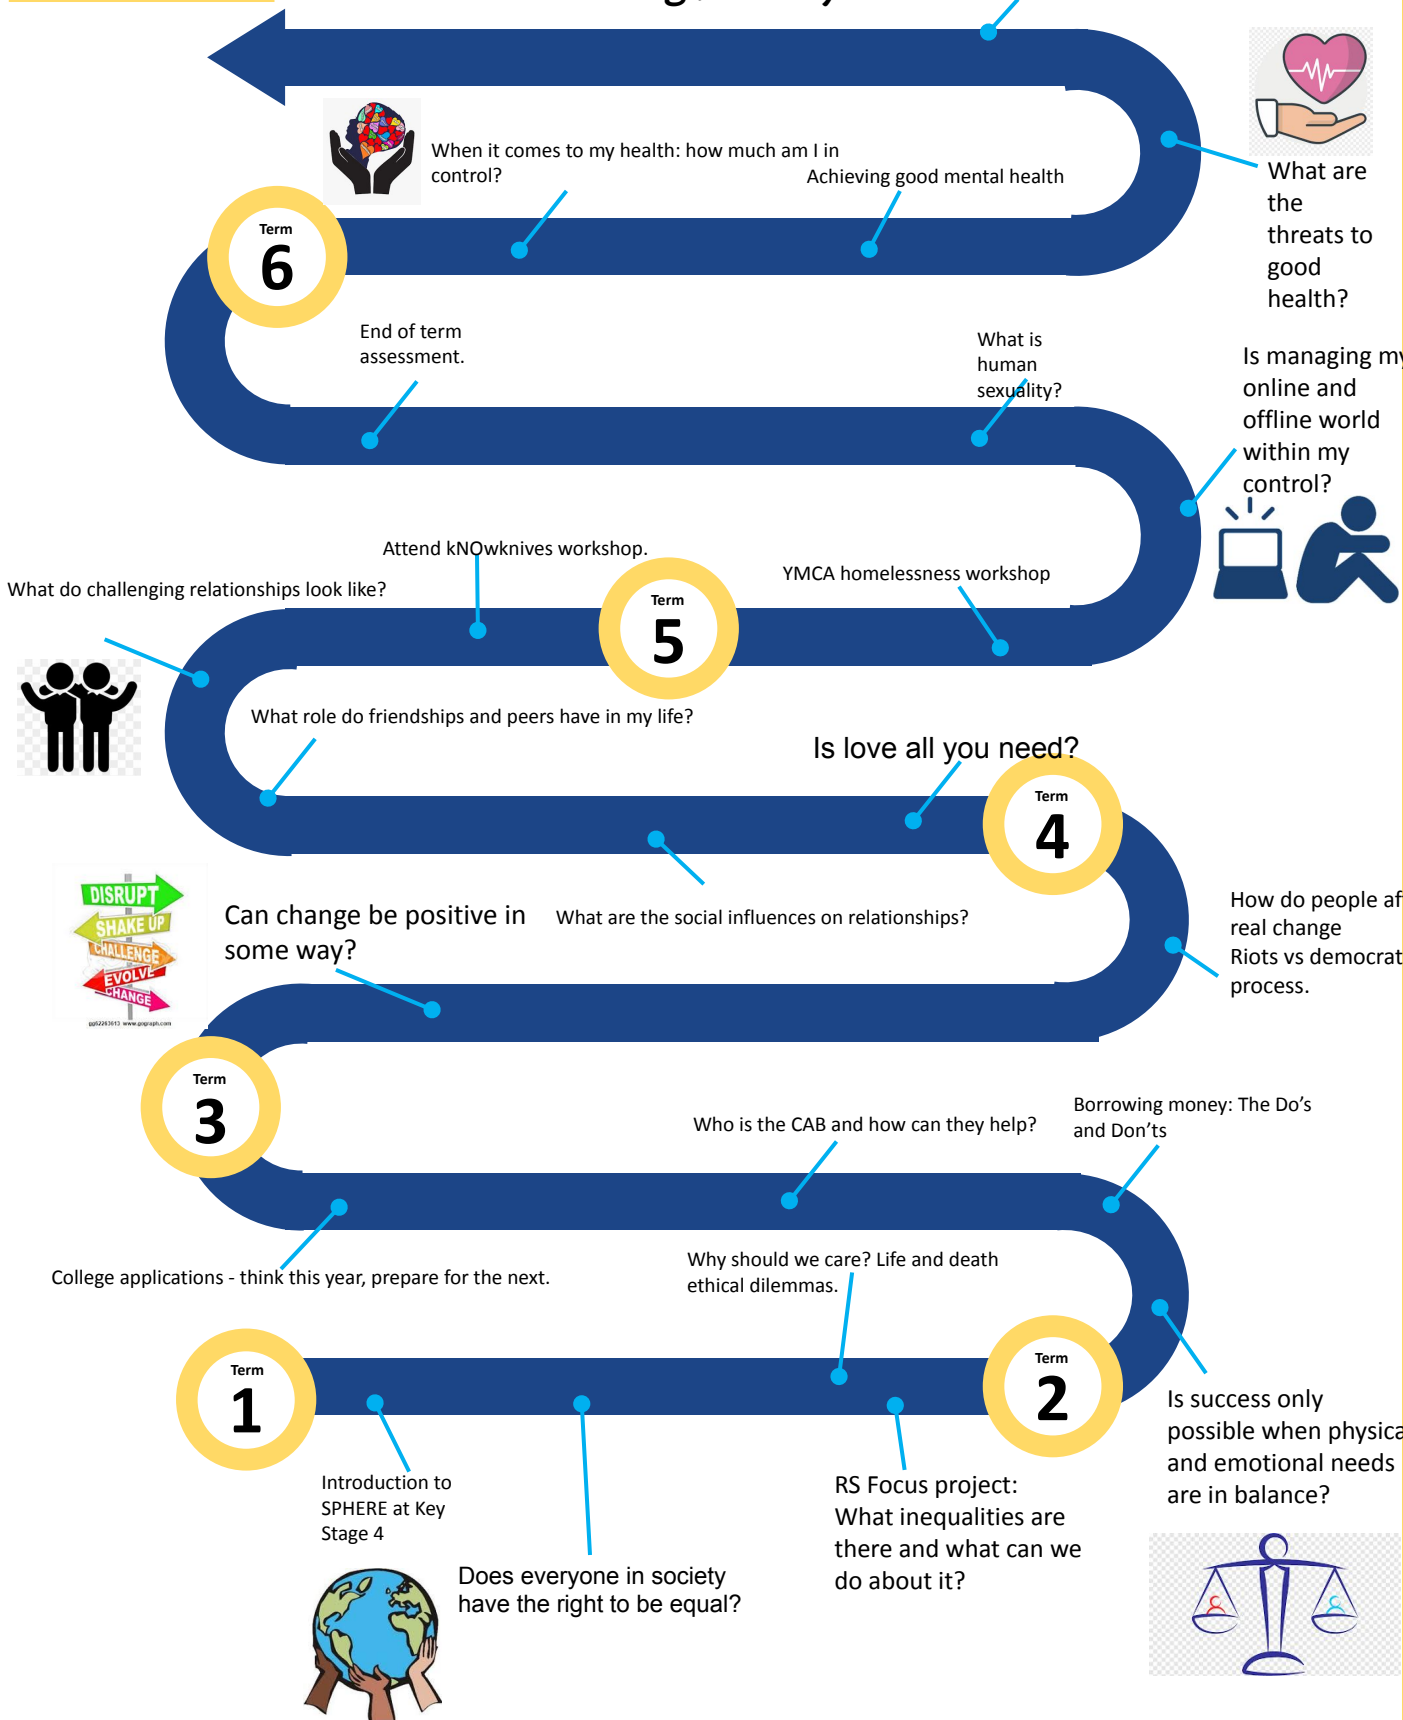 When it comes to my health: how much am I in
control?
Achieving good mental health
What are
the
threats to
good
health?
Term
6
End of term
assessment.
What is
human
sexuality?
Is managing my
online and
offline world
within my
control?
Attend kNOwknives workshop.
YMCA homelessness workshop
What do challenging relationships look like?
Term
5
What role do friendships and peers have in my life?
Is love all you need?
Term
4
DISRUPT
SHAKE UP
CHALLENGE
EVOLVE
CHANGE
gg62263613 www.gograph.com
Can change be positive in
some way?
What are the social influences on relationships?
How do people af
real change
Riots vs democrat
process.
Term
3
Who is the CAB and how can they help?
Borrowing money: The Do's
and Don'ts
College applications - think this year, prepare for the next.
Why should we care? Life and death
ethical dilemmas.
Term
1
Term
2
Introduction to
SPHERE at Key
Stage 4
Does everyone in society
have the right to be equal?
RS Focus project:
What inequalities are
there and what can we
do about it?
Is success only
possible when physica
and emotional needs
are in balance?